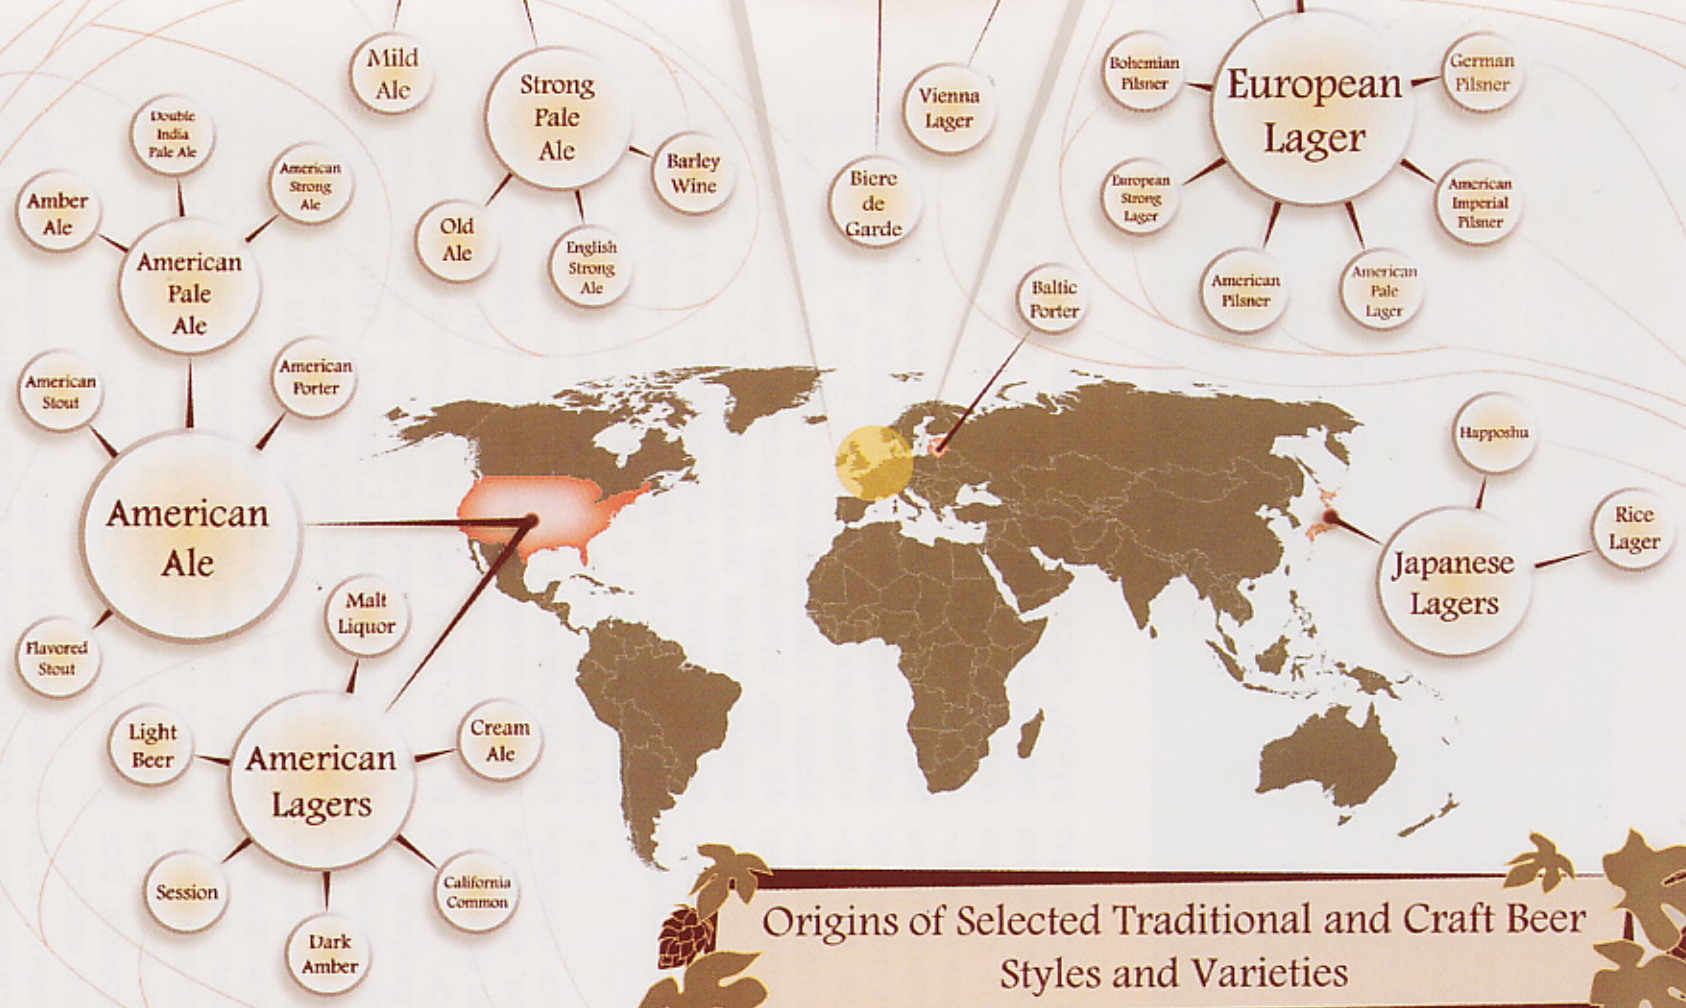 Mild
Ale
Strong
Pale
Ale
Barley
Wine
Old
Ale
English
Strong
Ale
Vienna
Lager
Biere
de
Garde
Bohemian
Pilsner
European
Lager
German
Pilsner
European
Strong
Lager
American
Imperial
Pilsner
American
Pilsner
American
Pale
Lager
Baltic
Porter
Double
India
Pale Ale
American
Strong
Ale
Amber
Ale
American
Pale
Ale
American
Stout
American
Porter
American
Ale
Flavored
Stout
Malt
Liquor
Light
Beer
American
Lagers
Cream
Ale
Session
California
Common
Dark
Amber
Happoshu
Rice
Lager
Japanese
Lagers
Origins of Selected Traditional and Craft Beer
Styles and Varieties